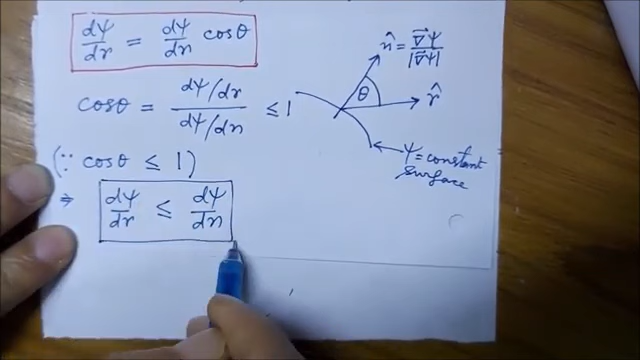 dψ/dr = dψ/dn cosθ
n̂ = ∇⃗ψ/|∇⃗ψ|
θ
r̂
cosθ = (dψ/dr)/(dψ/dn) ≤ 1
ψ = constant
surface
(∵ cosθ ≤ 1)
⇒ dψ/dr ≤ dψ/dn